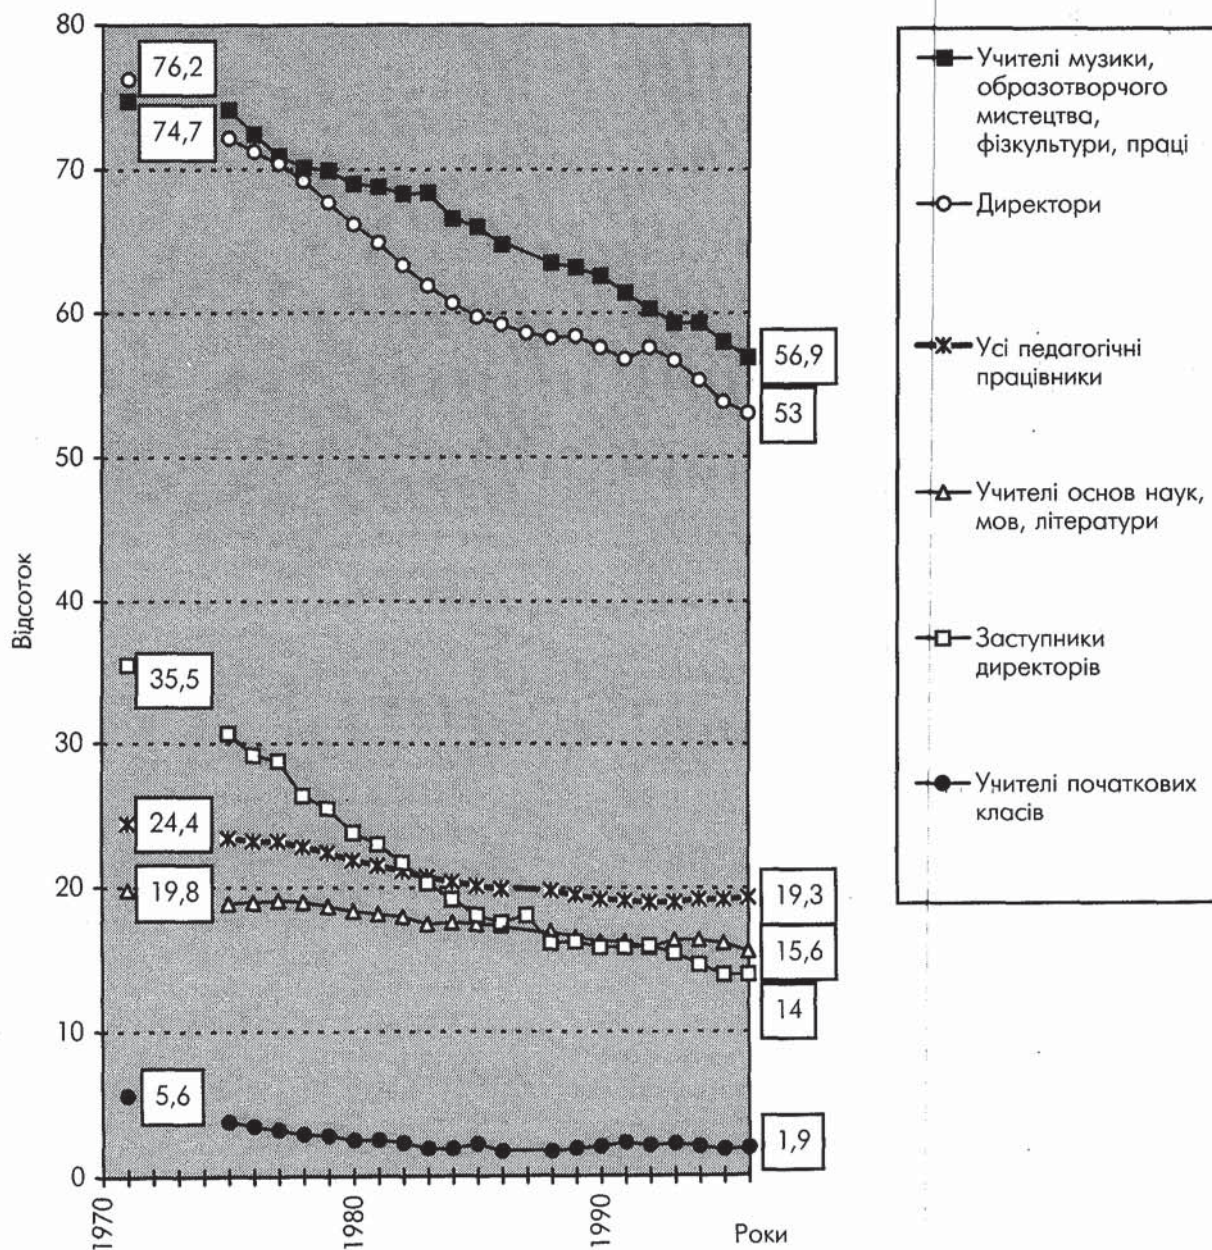 80
70
60
50
40
30
20
10
0
Відсоток
76,2
74,7
35,5
24,4
19,8
5,6
56,9
53
19,3
15,6
14
1,9
1970
1980
1990
Роки
Учителі музики,
образотворчого
мистецтва,
фізкультури, праці
Директори
Усі педагогічні
працівники
Учителі основ наук,
мов, літератури
Заступники
директорів
Учителі початкових
класів